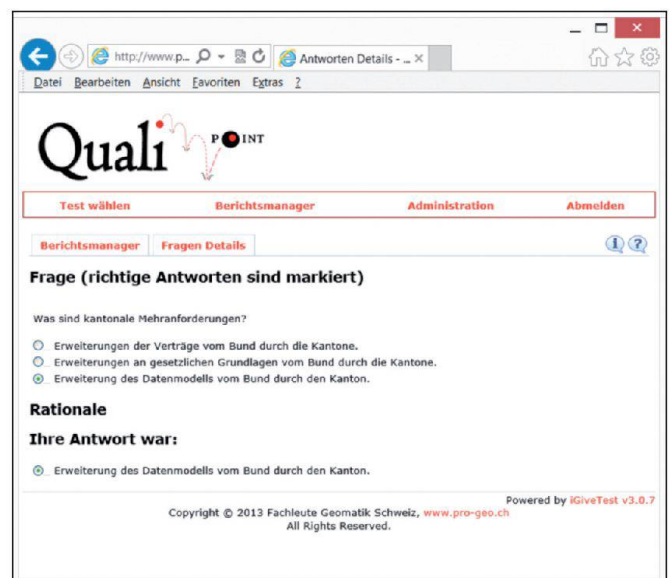 http://www.p...
Antworten Details - ...
Datei Bearbeiten Ansicht Favoriten Extras ?
Quali POINT
Test wählen Berichtsmanager Administration Abmelden
Berichtsmanager Fragen Details
Frage (richtige Antworten sind markiert)
Was sind kantonale Mehranforderungen?
Erweiterungen der Verträge vom Bund durch die Kantone.
Erweiterungen an gesetzlichen Grundlagen vom Bund durch die Kantone.
Erweiterung des Datenmodells vom Bund durch den Kanton.
Rationale
Ihre Antwort war:
Erweiterung des Datenmodells vom Bund durch den Kanton.
Powered by iGiveTest v3.0.7
Copyright © 2013 Fachleute Geomatik Schweiz, www.pro-geo.ch
All Rights Reserved.